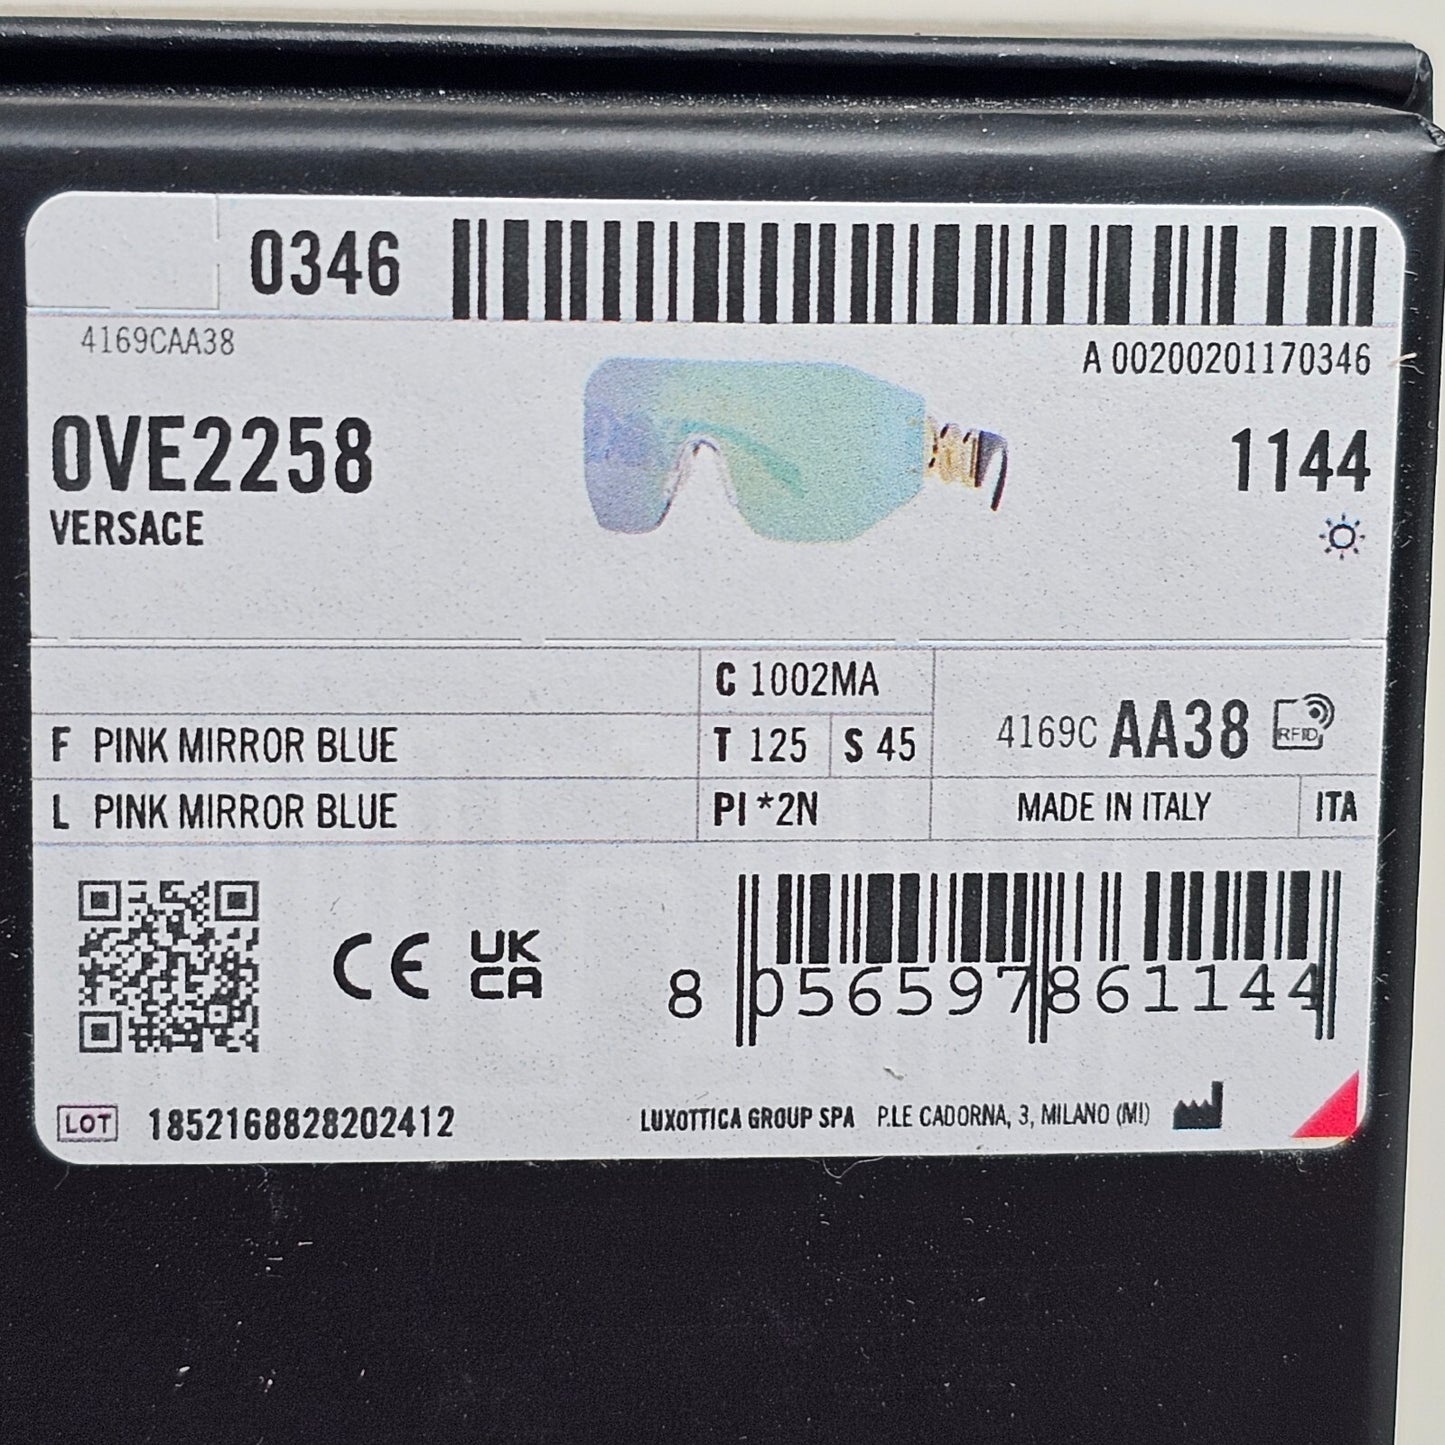 0346
4169CAA38
A 00200201170346
0VE2258
1144
VERSACE
C 1002MA
F PINK MIRROR BLUE
T 125
S 45
4169C AA38
RFID
L PINK MIRROR BLUE
PI *2N
MADE IN ITALY
ITA
CE
UK
CA
8 056597 861144
LOT 1852168828202412
LUXOTTICA GROUP SPA P.LE CADORNA, 3, MILANO (MI)